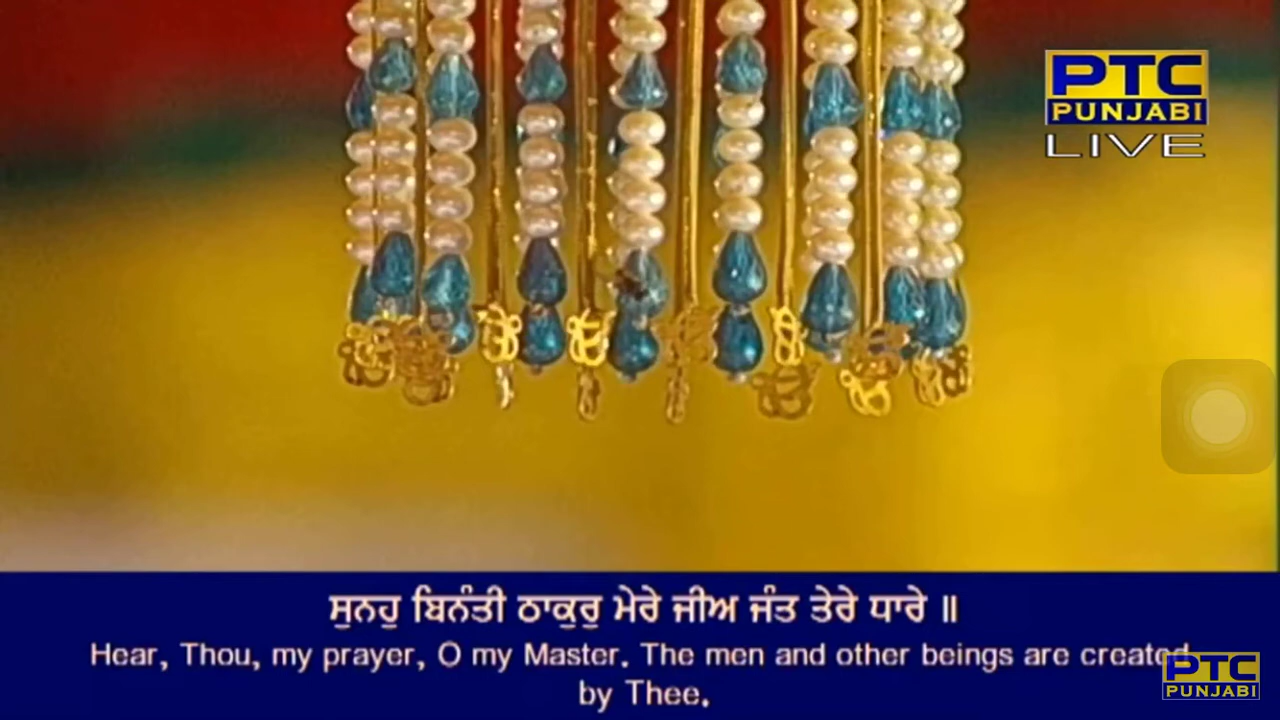 PTC
PUNJABI
LIVE
ਸੁਨਹੁ ਬਿਨੰਤੀ ਠਾਕੁਰੁ ਮੇਰੇ ਜੀਅ ਜੰਤ ਤੇਰੇ ਧਾਰੇ ॥
Hear, Thou, my prayer, O my Master. The men and other beings are created
by Thee.
PTC
PUNJABI